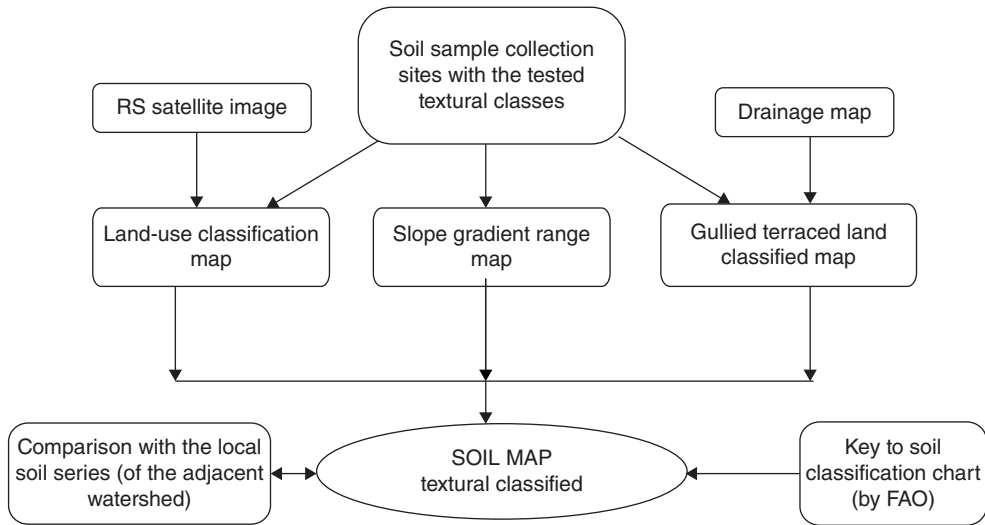 Soil sample collection
sites with the tested
textural classes
RS satellite image
Drainage map
Land-use classification
map
Slope gradient range
map
Gullied terraced land
classified map
Comparison with the local
soil series (of the adjacent
watershed)
SOIL MAP
textural classified
Key to soil
classification chart
(by FAO)